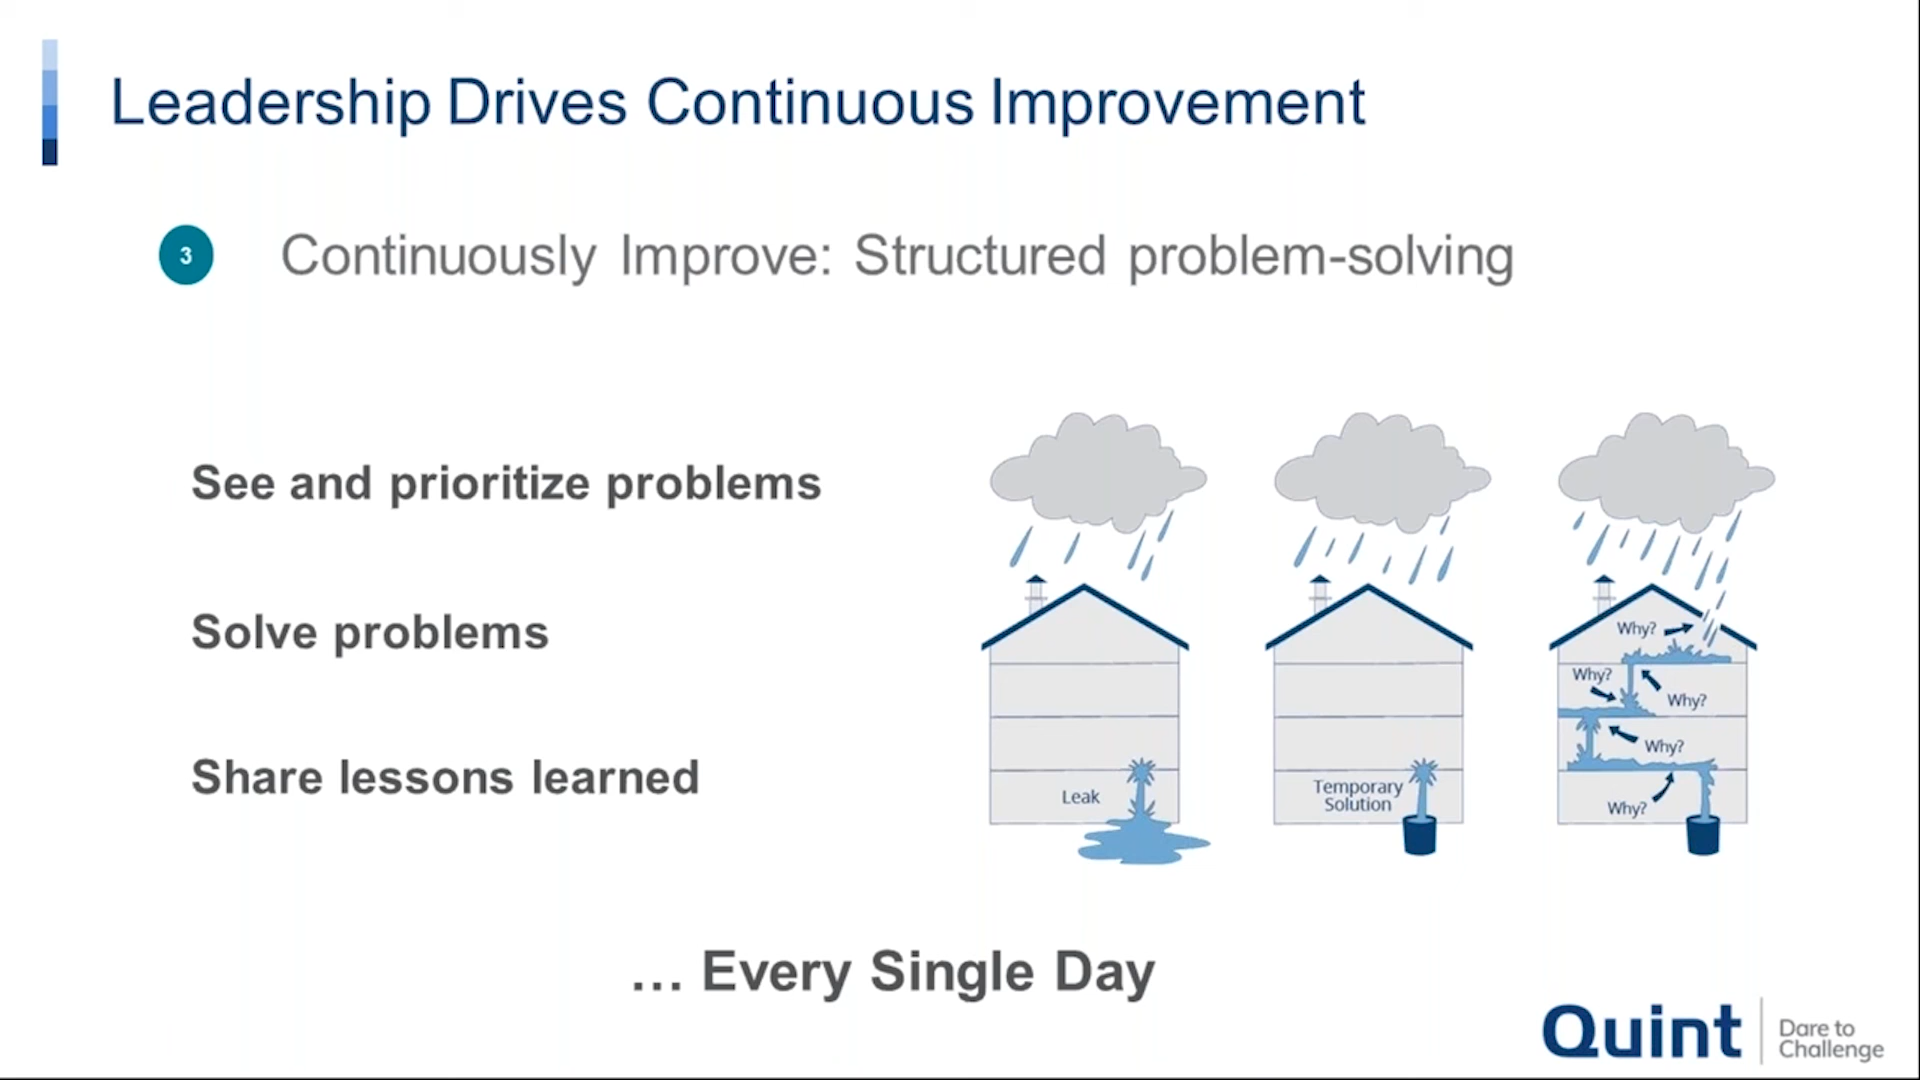 Leadership Drives Continuous Improvement
3
Continuously Improve: Structured problem-solving
See and prioritize problems
Solve problems
Share lessons learned
Leak
Temporary
Solution
Why?
Why?
Why?
Why?
Why?
... Every Single Day
Quint
Dare to
Challenge